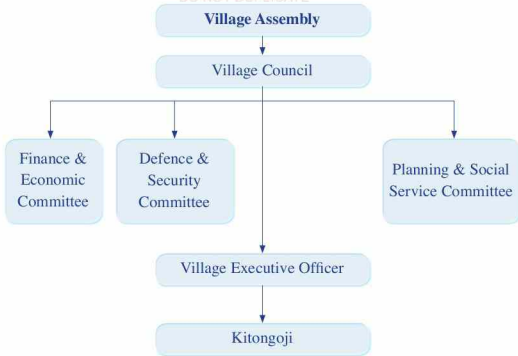 Village Assembly
Village Council
Finance &
Economic
Committee
Defence &
Security
Committee
Planning & Social
Service Committee
Village Executive Officer
Kitongoji